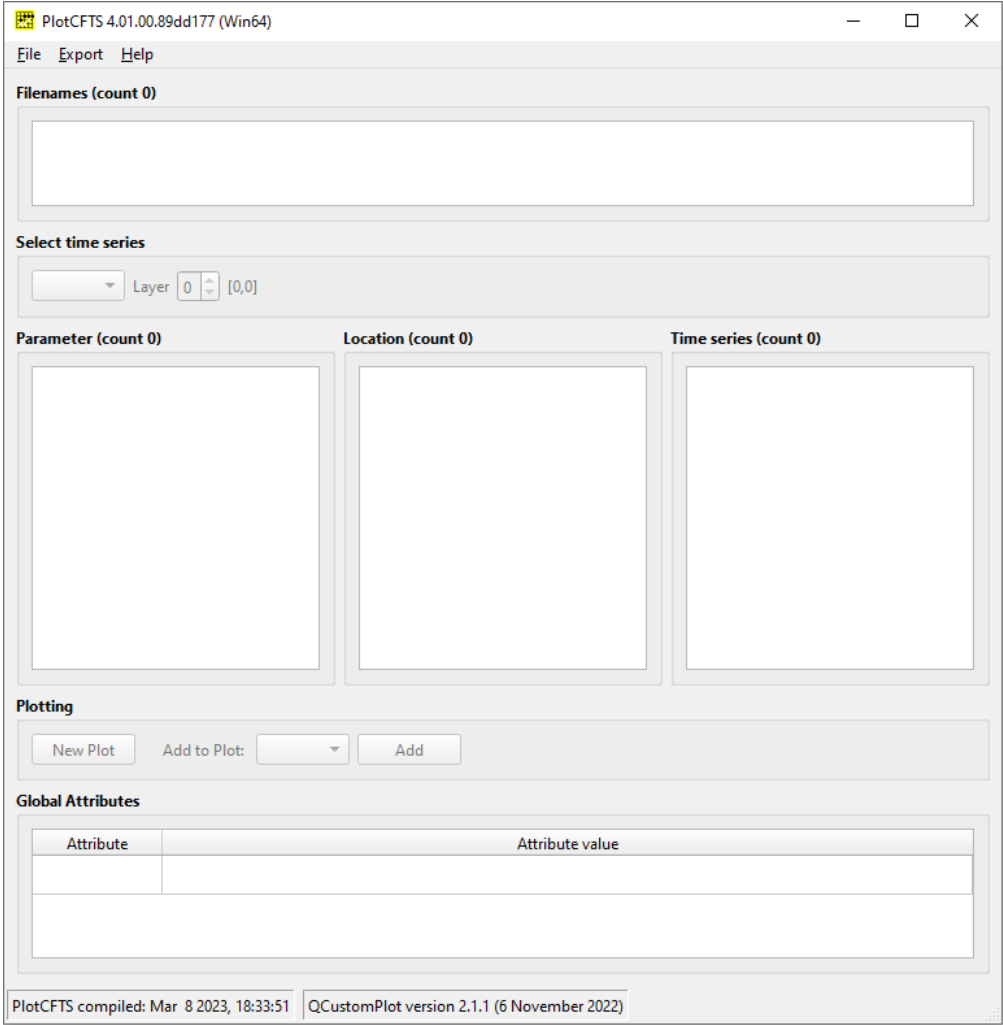 PlotCFTS 4.01.00.89dd177 (Win64)
File Export Help
Filenames (count 0)
Select time series
Layer 0 [0,0]
Parameter (count 0) Location (count 0) Time series (count 0)
Plotting
New Plot Add to Plot: Add
Global Attributes
Attribute Attribute value
PlotCFTS compiled: Mar 8 2023, 18:33:51 QCustomPlot version 2.1.1 (6 November 2022)